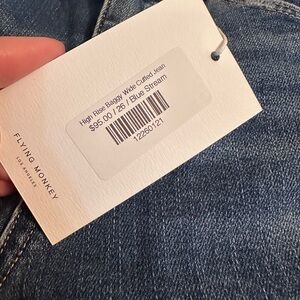 High Rise Baggy Wide Cuffed Jean
$95.00 / 26 / Blue Stream
12260121
FLYING MONKEY
LOS ANGELES